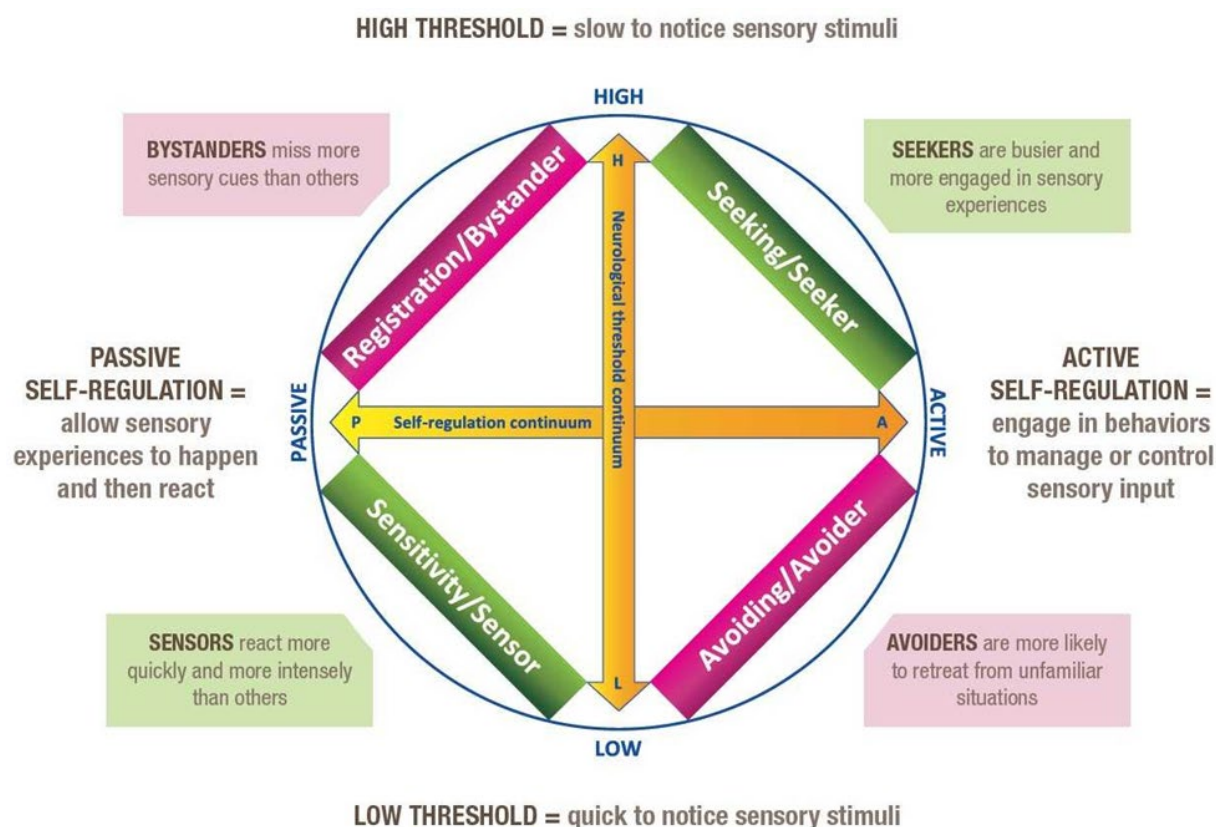 HIGH THRESHOLD = slow to notice sensory stimuli
HIGH
BYSTANDERS miss more
sensory cues than others
SEEKERS are busier and
more engaged in sensory
experiences
H
Registration/Bystander
Neurological threshold continuum
Seeking/Seeker
PASSIVE
SELF-REGULATION =
allow sensory
experiences to happen
and then react
PASSIVE
P
Self-regulation continuum
A
ACTIVE
ACTIVE
SELF-REGULATION =
engage in behaviors
to manage or control
sensory input
Sensitivity/Sensor
Avoiding/Avoider
SENSORS react more
quickly and more intensely
than others
L
AVOIDERS are more likely
to retreat from unfamiliar
situations
LOW
LOW THRESHOLD = quick to notice sensory stimuli